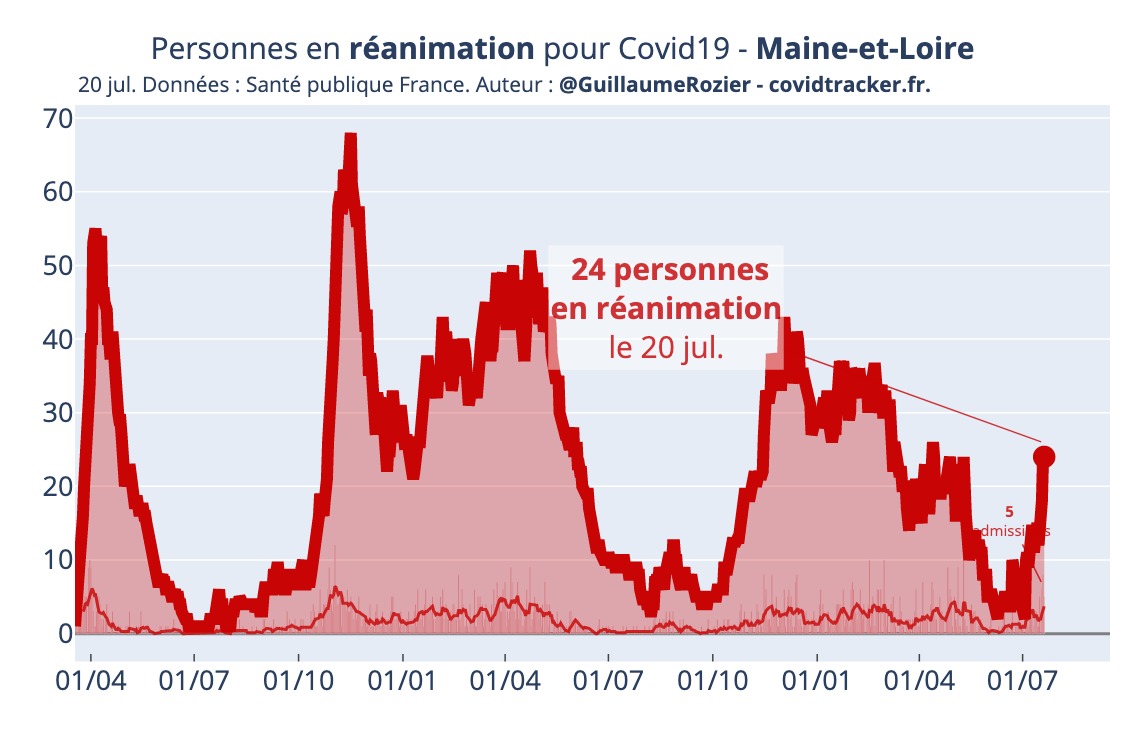 Personnes en réanimation pour Covid19 - Maine-et-Loire
20 jul. Données : Santé publique France. Auteur : @GuillaumeRozier - covidtracker.fr.
70
60
50
40
30
20
10
0
24 personnes
en réanimation
le 20 jul.
5
admissions
01/04 01/07 01/10 01/01 01/04 01/07 01/10 01/01 01/04 01/07